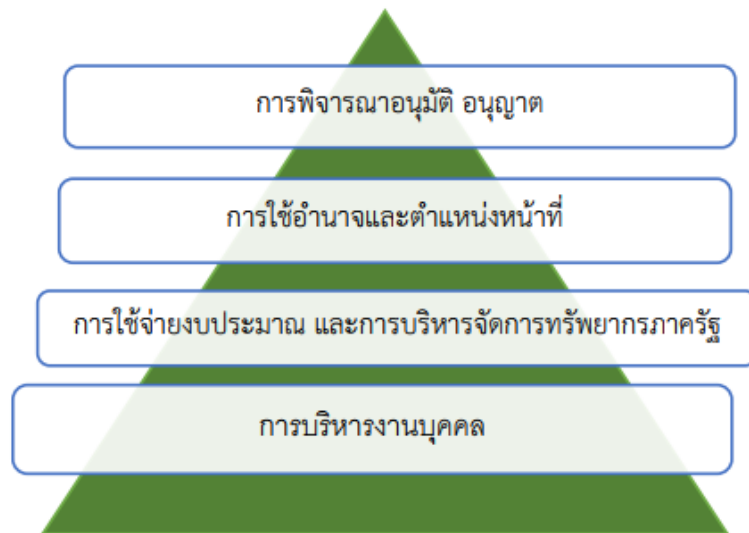 การพิจารณาอนุมัติ อนุญาต
การใช้อำนาจและตำแหน่งหน้าที่
การใช้จ่ายงบประมาณ และการบริหารจัดการทรัพยากรภาครัฐ
การบริหารงานบุคคล